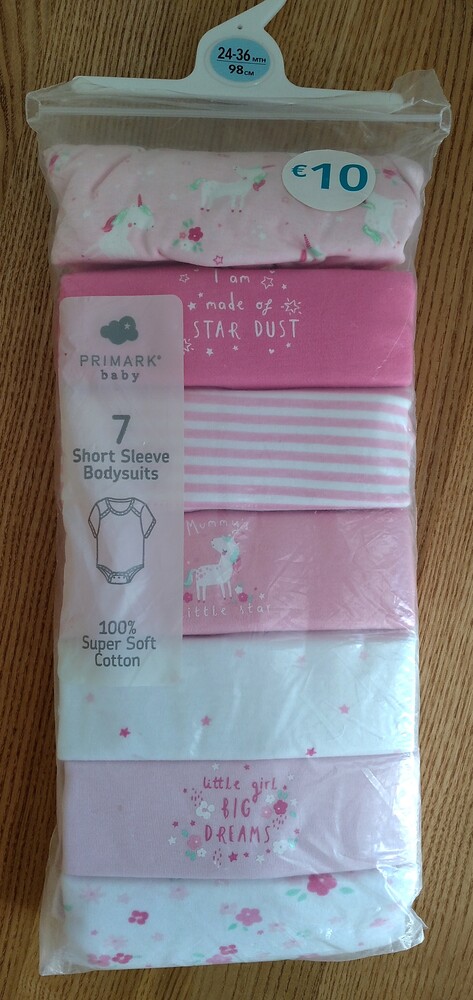 24-36 MTH
98 CM
€10
I am
made of
STAR DUST
PRIMARK®
baby
7
Short Sleeve
Bodysuits
100%
Super Soft
Cotton
Mummy's
little star
little girl
BIG
DREAMS